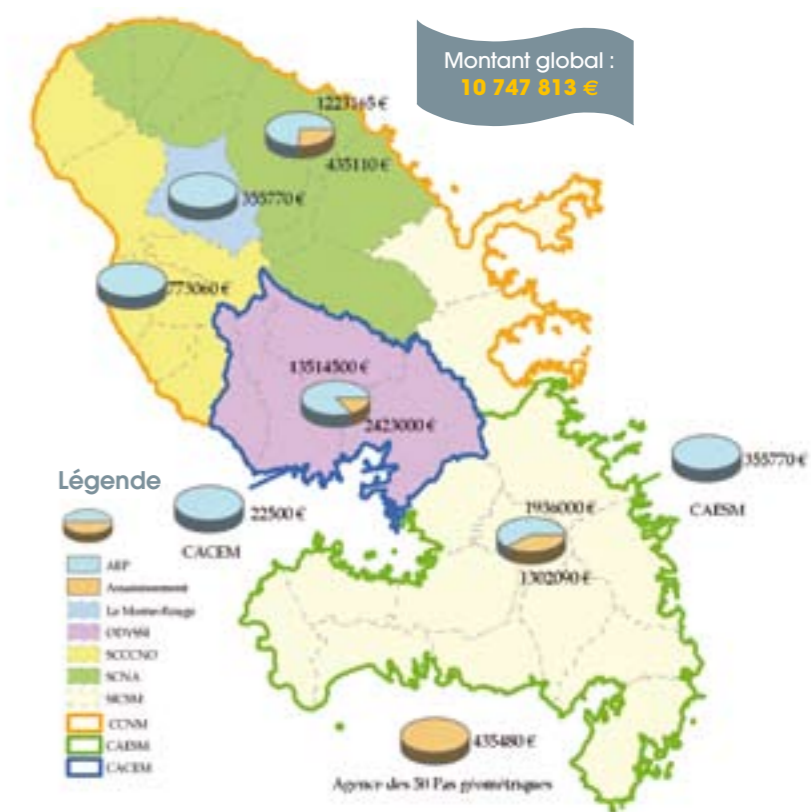 Montant global :
10 747 813 €
1223165 €
435110 €
355770 €
773060 €
13514500 €
2423000 €
355770 €
CAESM
Légende
22500 €
CACEM
1936000 €
1302090 €
AEP
Assainissement
Le Morne-Rouge
ODYSSI
SCCCNO
SCNA
SICSM
CCNM
CAESM
CACEM
435480 €
Agence des 50 Pas géométriques